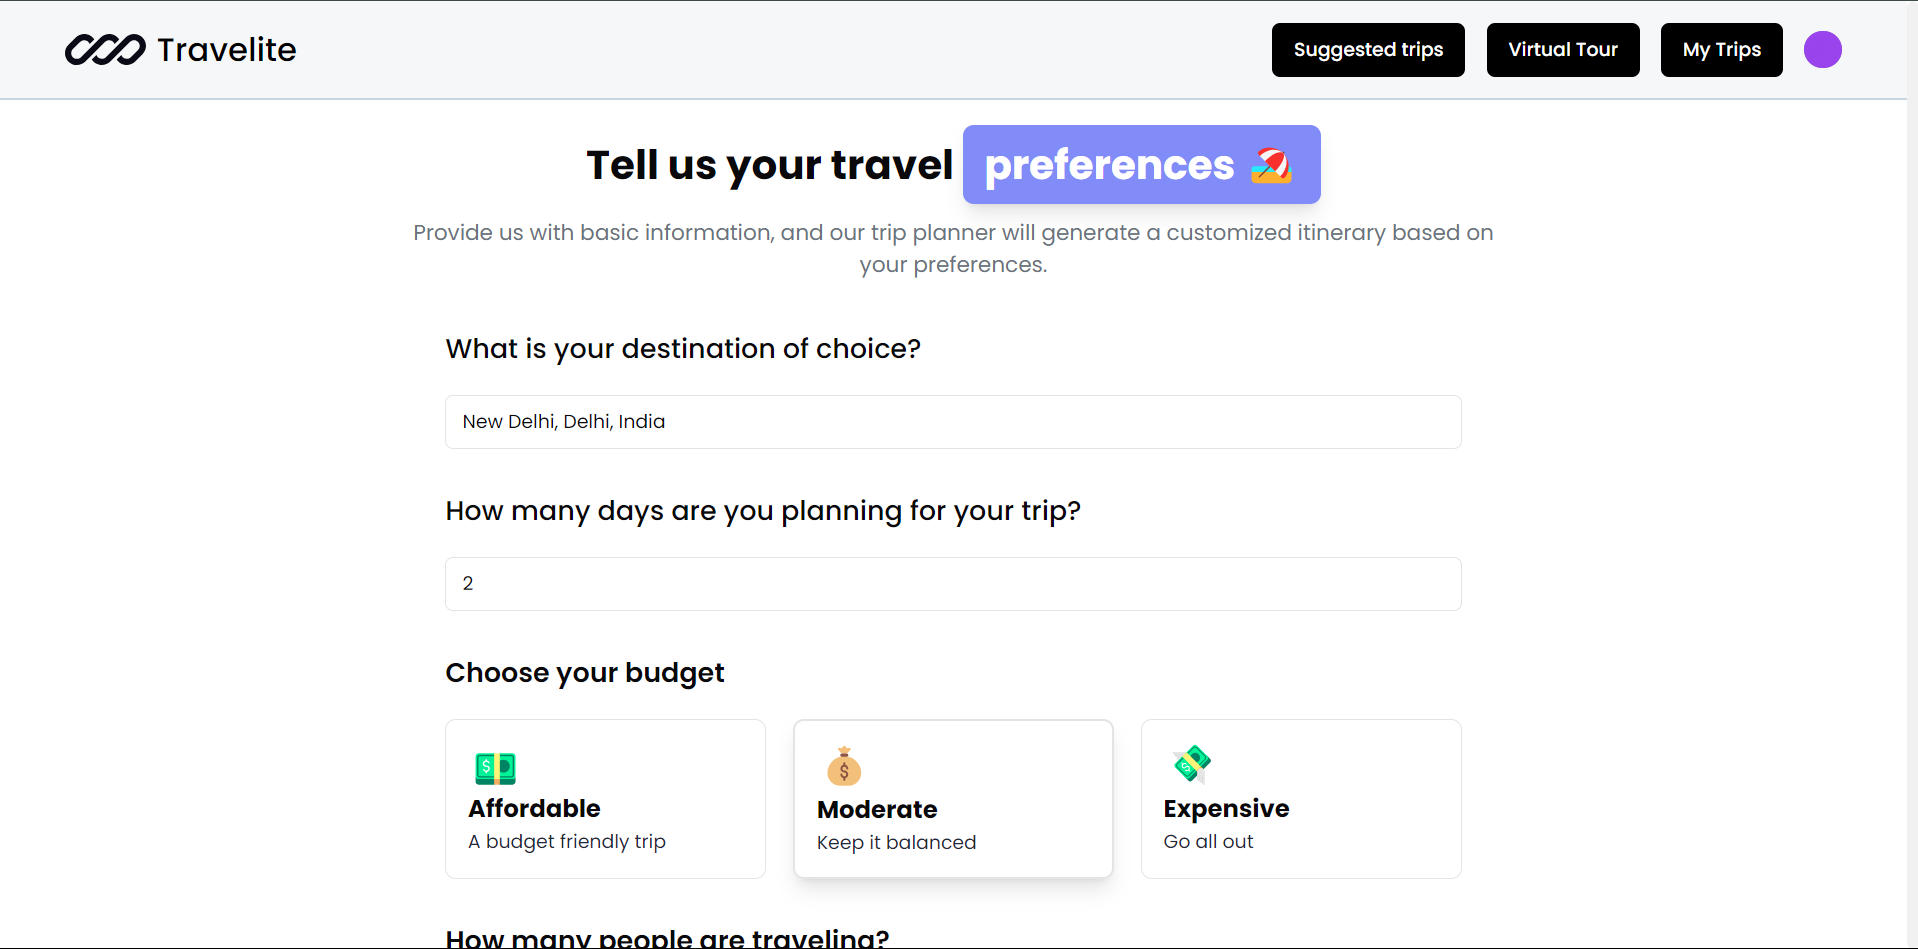 Travelite
Suggested trips
Virtual Tour
My Trips
Tell us your travel preferences
Provide us with basic information, and our trip planner will generate a customized itinerary based on
your preferences.
What is your destination of choice?
New Delhi, Delhi, India
How many days are you planning for your trip?
2
Choose your budget
Affordable
A budget friendly trip
Moderate
Keep it balanced
Expensive
Go all out
How many people are traveling?